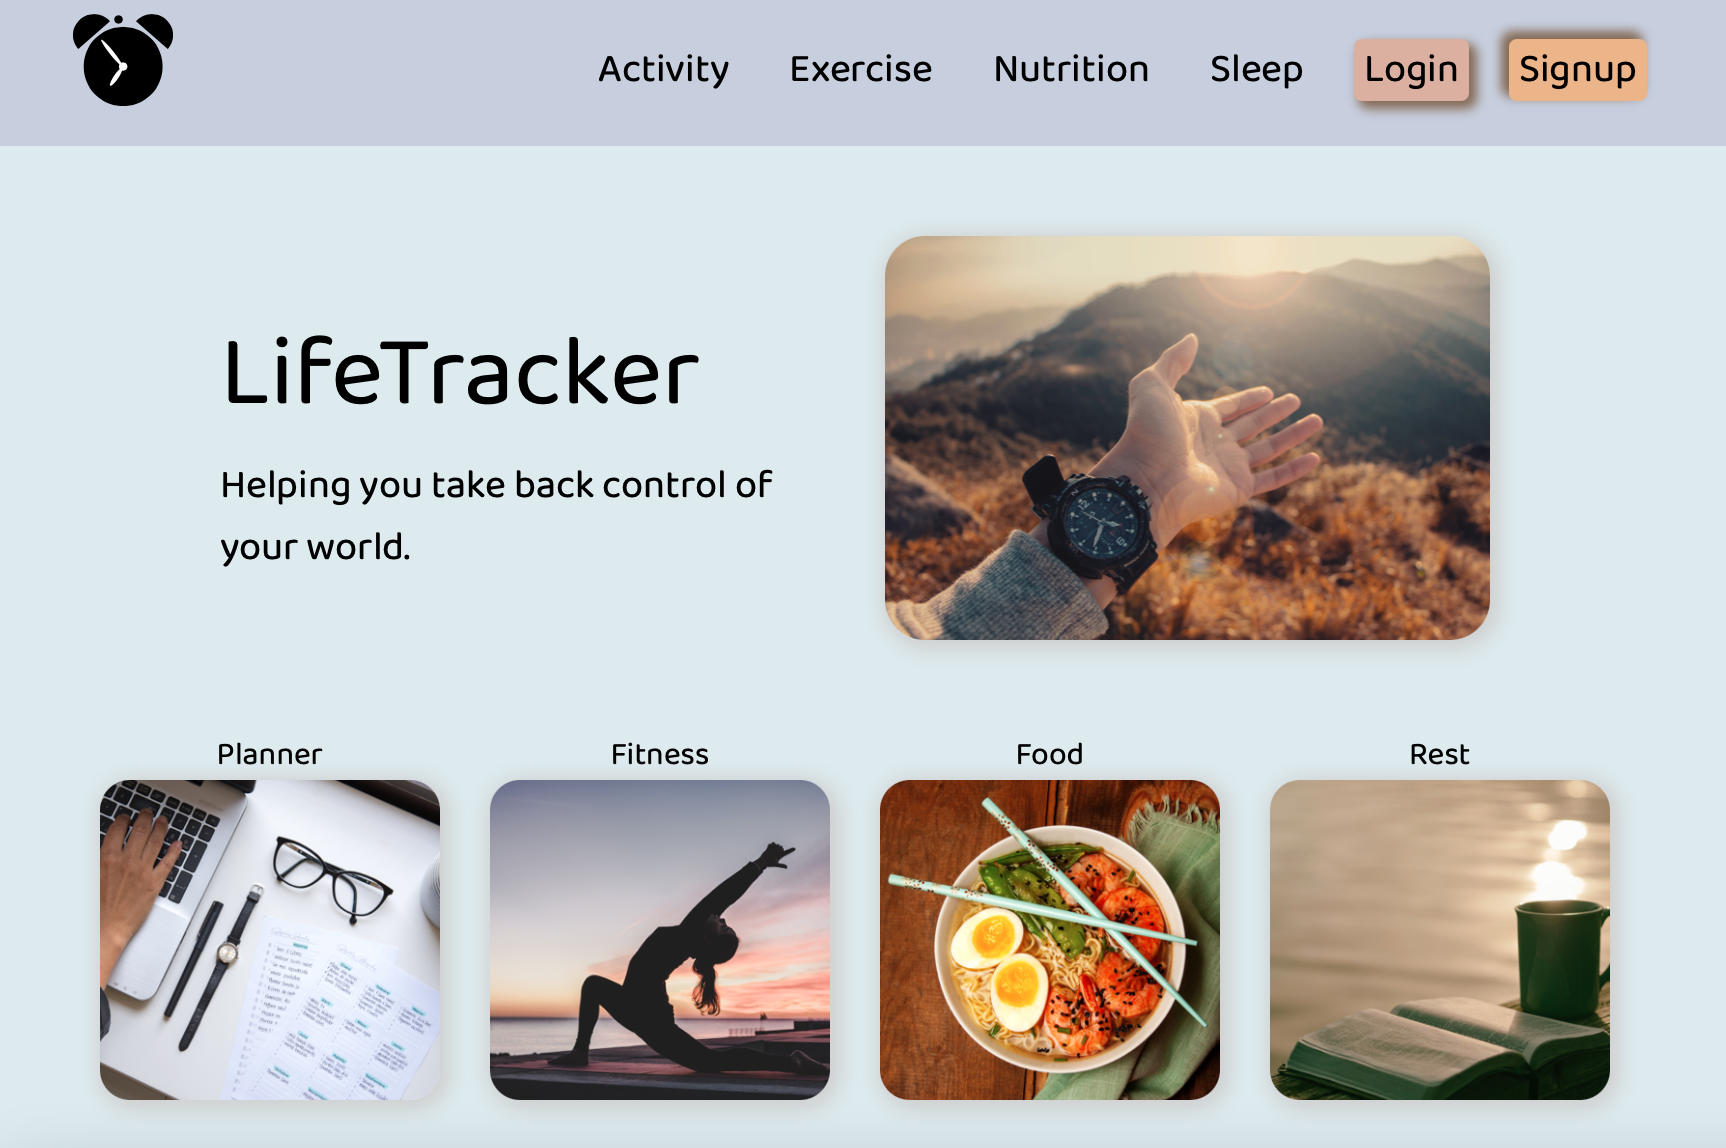 Activity Exercise Nutrition Sleep Login Signup
LifeTracker
Helping you take back control of
your world.
Planner Fitness Food Rest